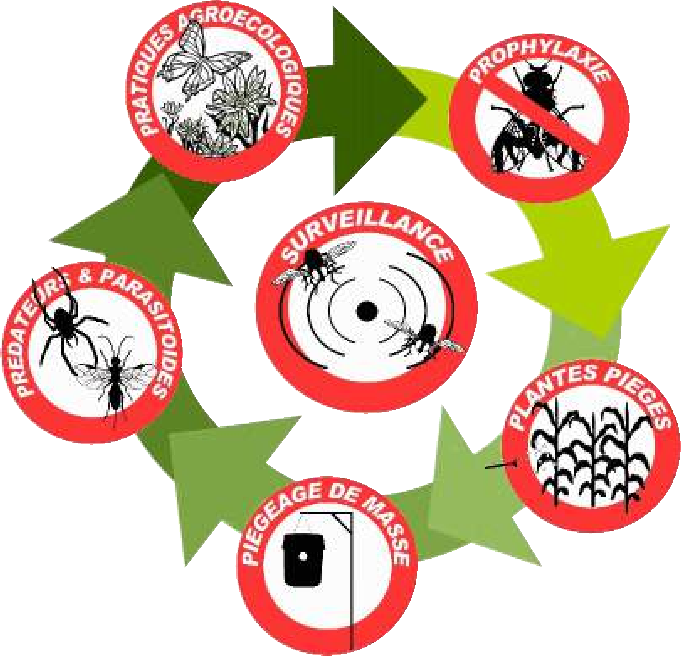 PRATIQUES AGROECOLOGIQUES
PROPHYLAXIE
SURVEILLANCE
PREDATEURS & PARASITOIDES
PLANTES PIEGES
PIEGEAGE DE MASSE